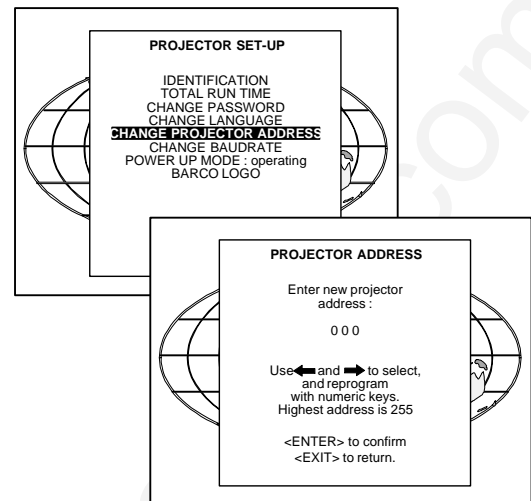 PROJECTOR SET-UP
IDENTIFICATION
TOTAL RUN TIME
CHANGE PASSWORD
CHANGE LANGUAGE
CHANGE PROJECTOR ADDRESS
CHANGE BAUDRATE
POWER UP MODE : operating
BARCO LOGO
PROJECTOR ADDRESS
Enter new projector
address :
0 0 0
Use and to select,
and reprogram
with numeric keys.
Highest address is 255
<ENTER> to confirm
<EXIT> to return.